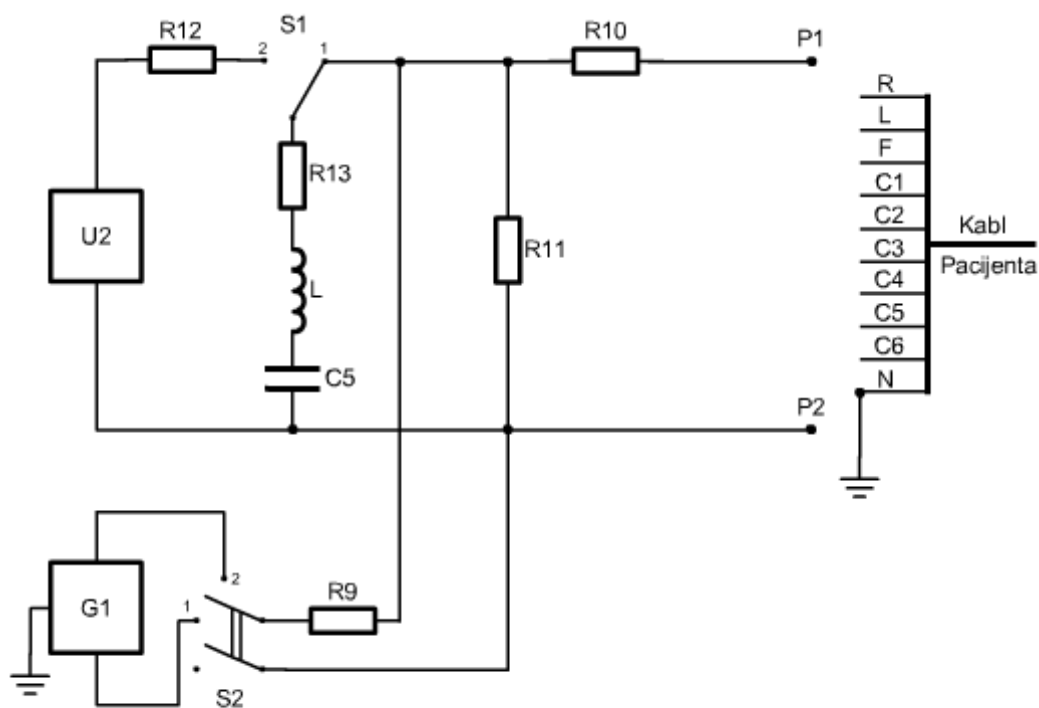 R12
S1
2
1
R10
P1
R
L
F
C1
C2
C3
C4
C5
C6
N
Kabl
Pacijenta
R13
U2
L
R11
C5
P2
2
1
G1
R9
S2